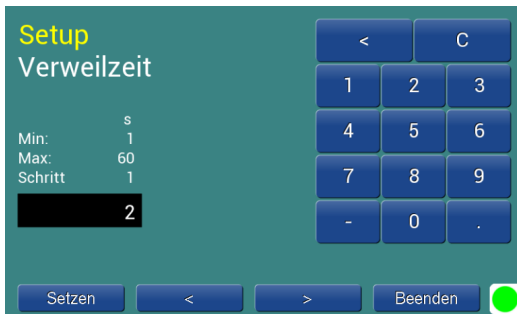 Setup
Verweilzeit
s
Min: 1
Max: 60
Schritt 1
2
< C
1 2 3
4 5 6
7 8 9
- 0 .
Setzen < > Beenden